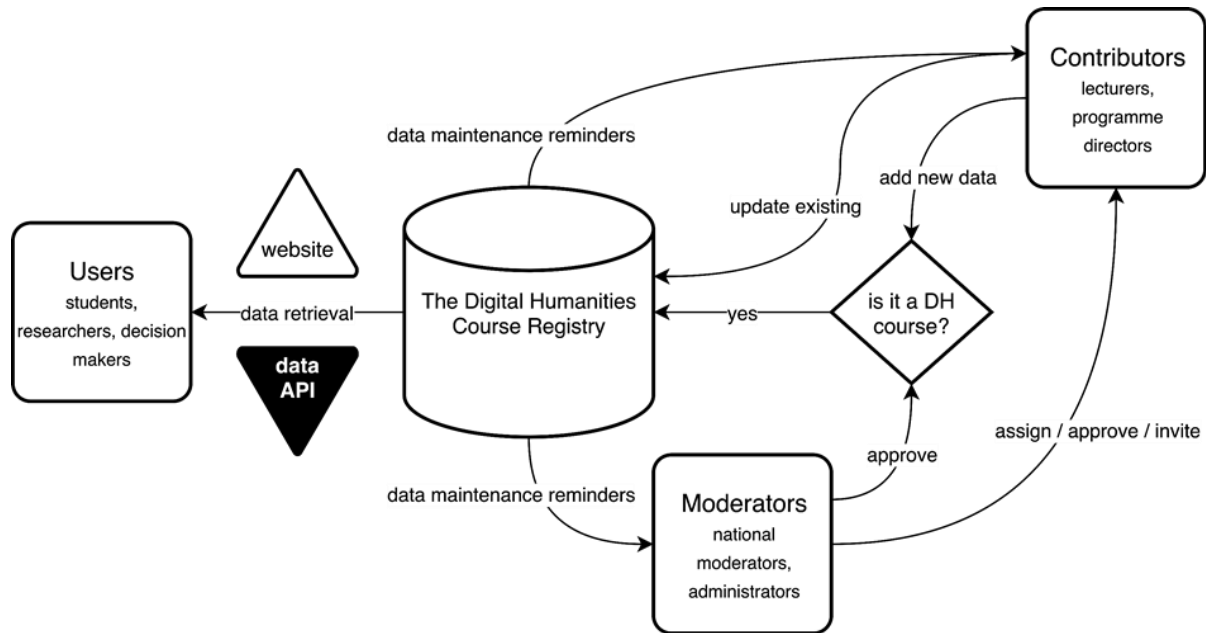 Contributors
lecturers,
programme
directors
data maintenance reminders
add new data
update existing
website
Users
students,
researchers, decision
makers
data retrieval
data
API
The Digital Humanities
Course Registry
yes
is it a DH
course?
assign / approve / invite
approve
data maintenance reminders
Moderators
national
moderators,
administrators